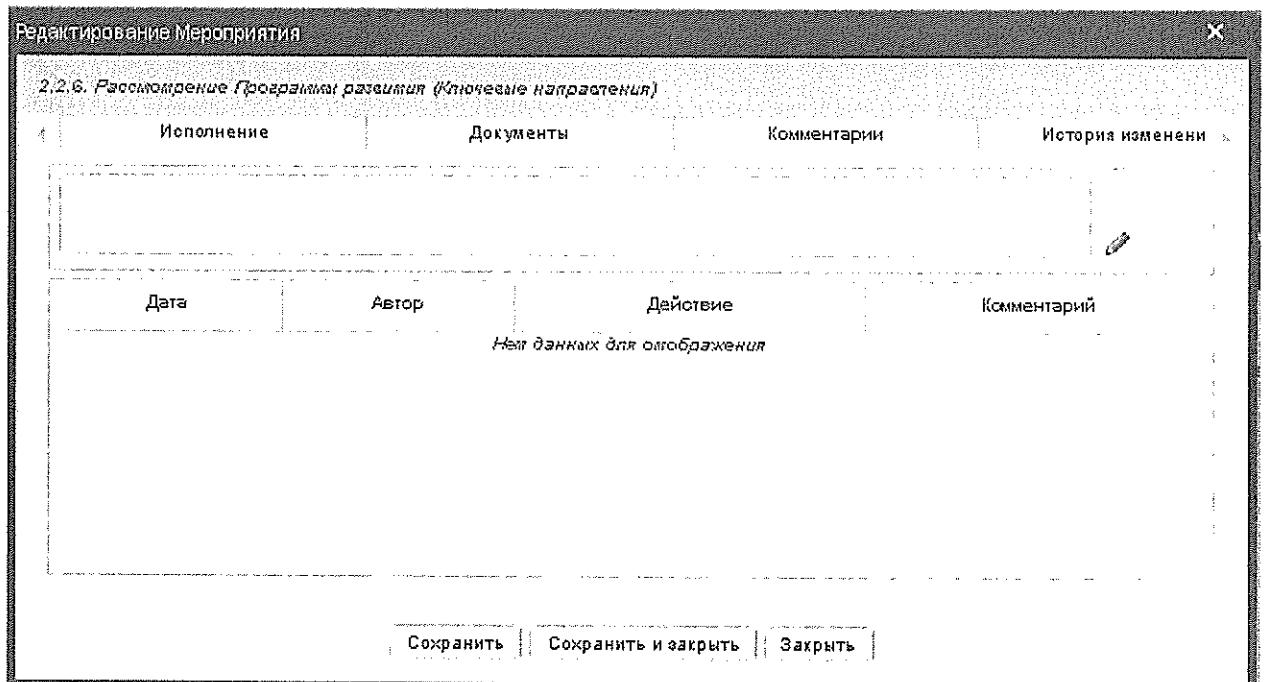 Редактирование Мероприятия
2.2.6. Рассмотрение Программы развития (Ключевые направления)
Исполнение Документы Комментарии История изменени
Дата Автор Действие Комментарий
Нет данных для отображения
Сохранить Сохранить и закрыть Закрыть